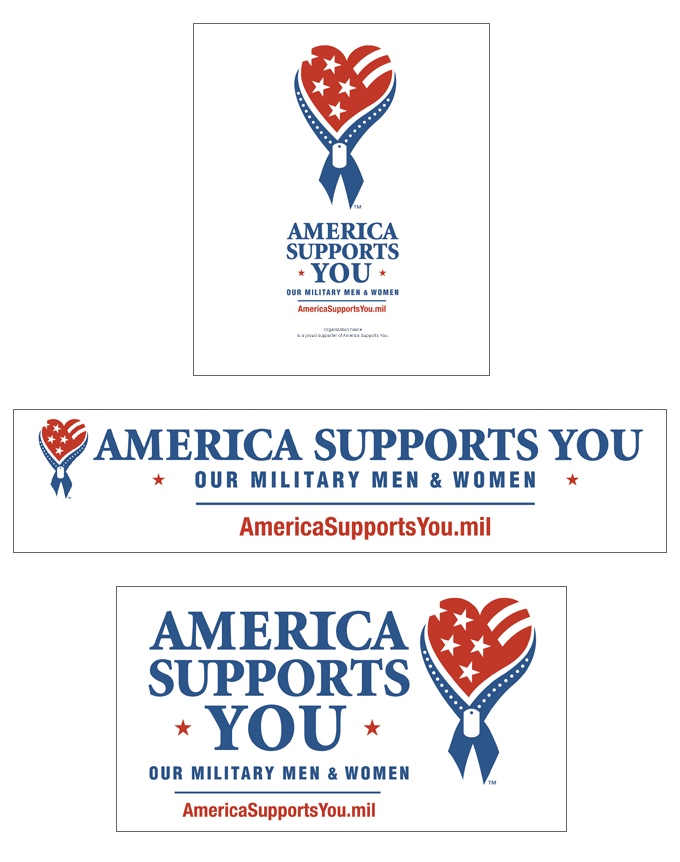 TM
AMERICA
SUPPORTS
YOU
OUR MILITARY MEN & WOMEN
AmericaSupportsYou.mil
Organization Name
is a proud supporter of America Supports You.
AMERICA SUPPORTS YOU
OUR MILITARY MEN & WOMEN
AmericaSupportsYou.mil
AMERICA
SUPPORTS
YOU
OUR MILITARY MEN & WOMEN
TM
AmericaSupportsYou.mil